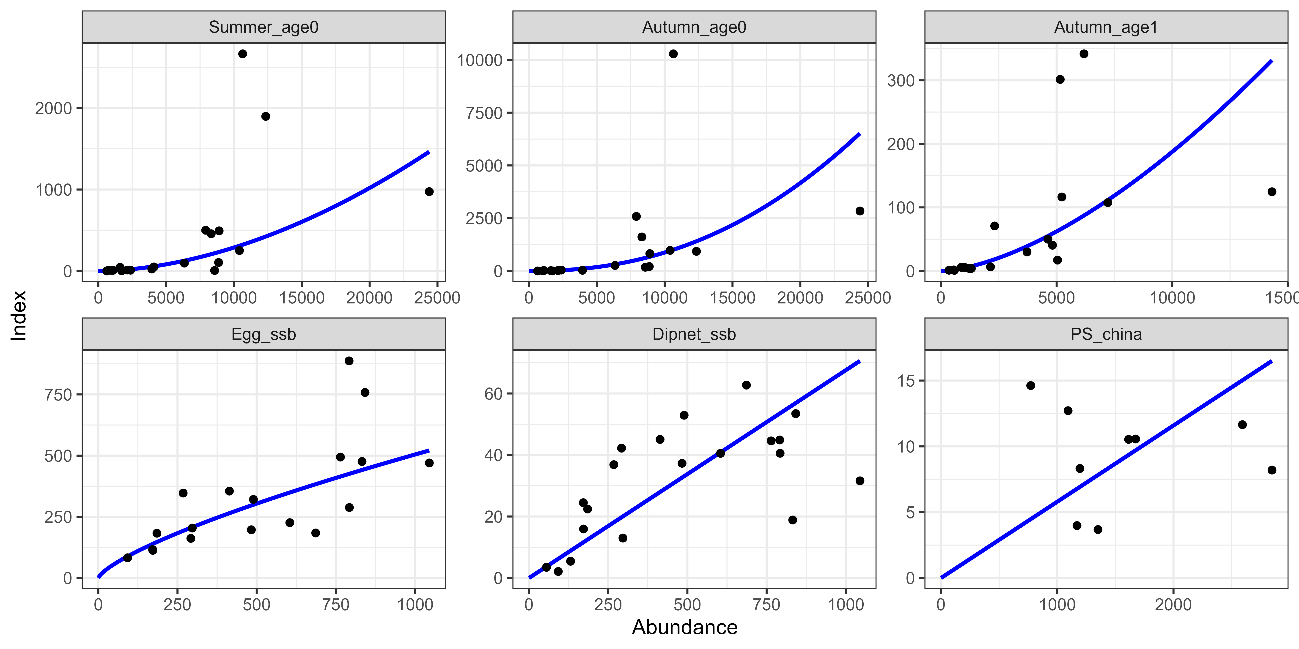 Summer_age0
Autumn_age0
Autumn_age1
2000
1000
0
10000
7500
5000
2500
0
300
200
100
0
0 5000 10000 15000 20000 25000
0 5000 10000 15000 20000 25000
0 5000 10000 1500
Index
Egg_ssb
Dipnet_ssb
PS_china
750
500
250
0
60
40
20
0
15
10
5
0
0 250 500 750 1000
0 250 500 750 1000
0 1000 2000
Abundance